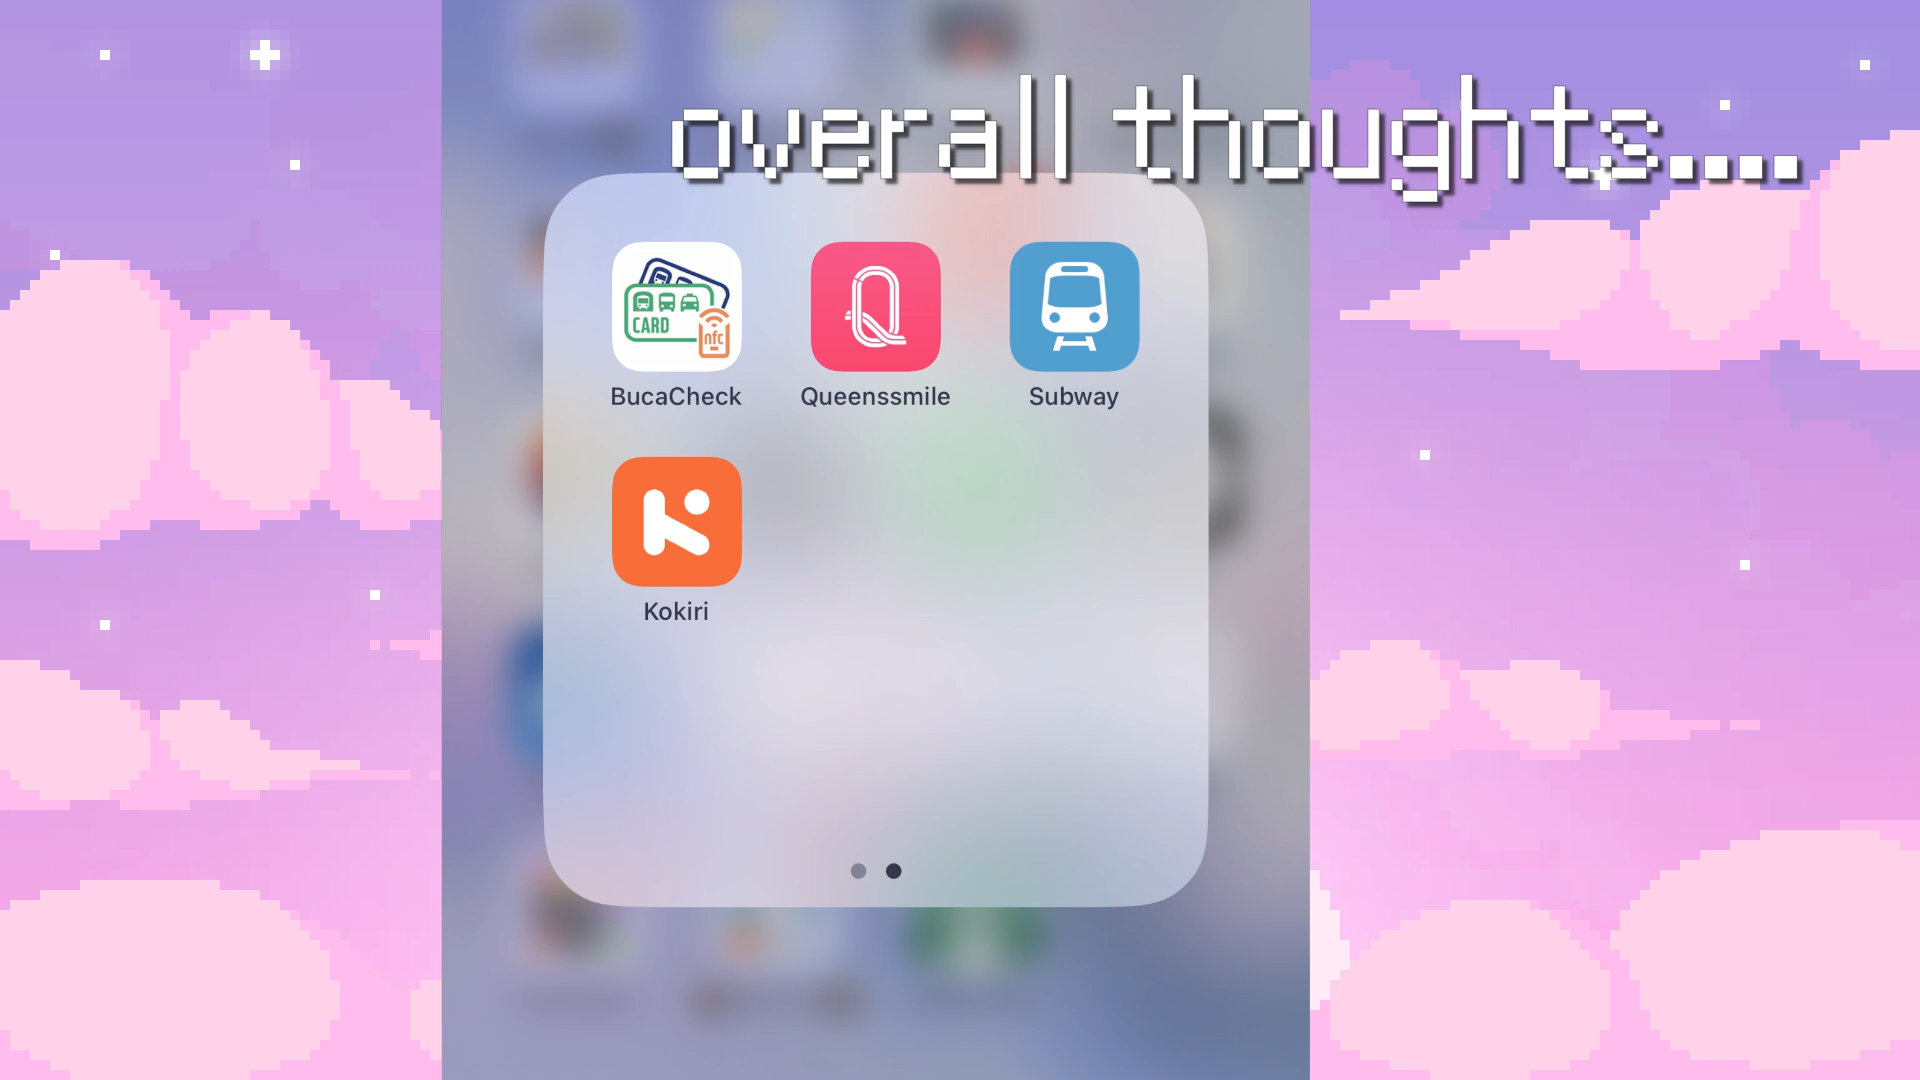 overall thoughts....
CARD
nfc
BucaCheck
Queenssmile
Subway
Kokiri